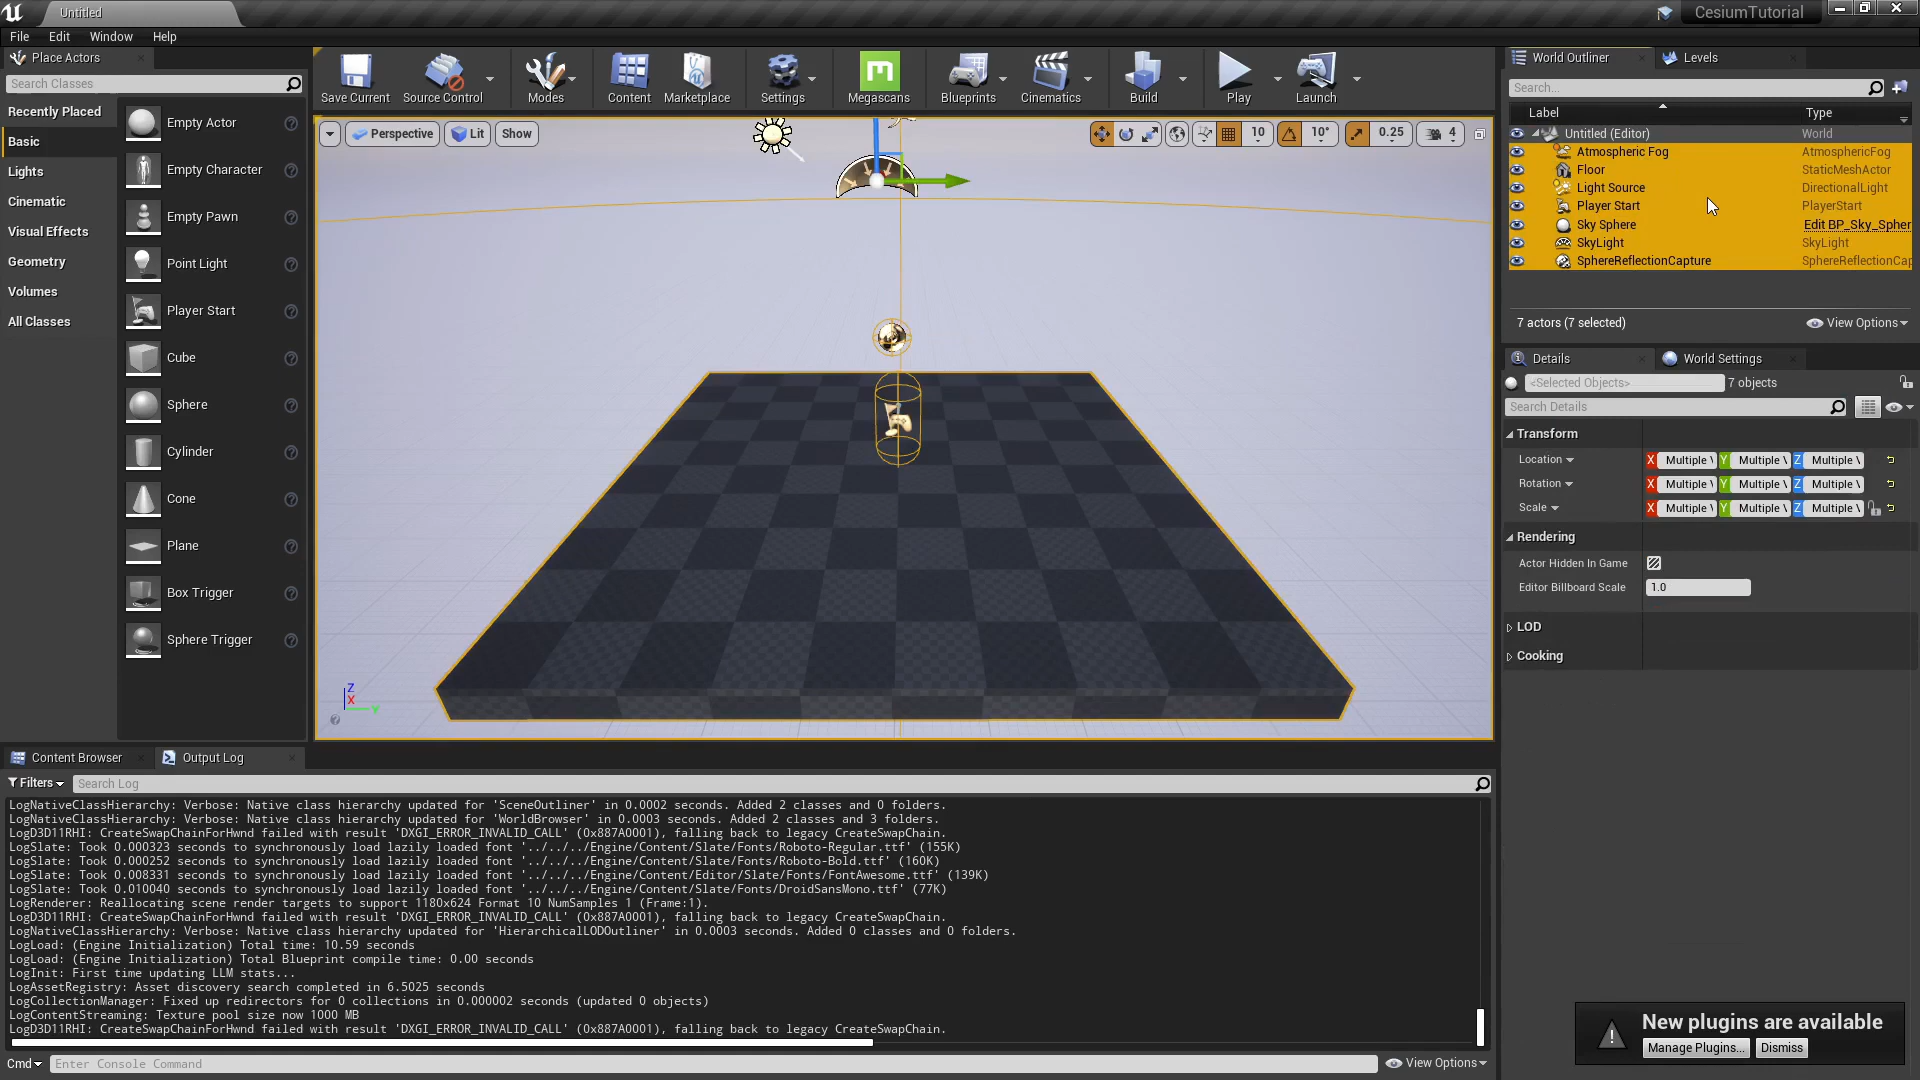 Untitled
CesiumTutorial
File Edit Window Help
Place Actors
Search Classes
Recently Placed
Basic
Lights
Cinematic
Visual Effects
Geometry
Volumes
All Classes
Empty Actor
Empty Character
Empty Pawn
Point Light
Player Start
Cube
Sphere
Cylinder
Cone
Plane
Box Trigger
Sphere Trigger
Save Current Source Control Modes Content Marketplace Settings Megascans Blueprints Cinematics Build Play Launch
Perspective Lit Show
10 10° 0.25 4
Z
X
Y
World Outliner Levels
Search...
Label Type
Untitled (Editor) World
Atmospheric Fog AtmosphericFog
Floor StaticMeshActor
Light Source DirectionalLight
Player Start PlayerStart
Sky Sphere Edit BP_Sky_Spher
SkyLight SkyLight
SphereReflectionCapture SphereReflectionCap
7 actors (7 selected) View Options
Details World Settings
<Selected Objects> 7 objects
Search Details
Transform
Location X Multiple V Y Multiple V Z Multiple V
Rotation X Multiple V Y Multiple V Z Multiple V
Scale X Multiple V Y Multiple V Z Multiple V
Rendering
Actor Hidden In Game
Editor Billboard Scale 1.0
LOD
Cooking
Content Browser Output Log
Filters Search Log
LogNativeClassHierarchy: Verbose: Native class hierarchy updated for 'SceneOutliner' in 0.0002 seconds. Added 2 classes and 0 folders.
LogNativeClassHierarchy: Verbose: Native class hierarchy updated for 'WorldBrowser' in 0.0003 seconds. Added 2 classes and 3 folders.
LogD3D11RHI: CreateSwapChainForHwnd failed with result 'DXGI_ERROR_INVALID_CALL' (0x887A0001), falling back to legacy CreateSwapChain.
LogSlate: Took 0.000323 seconds to synchronously load lazily loaded font '../../../Engine/Content/Slate/Fonts/Roboto-Regular.ttf' (155K)
LogSlate: Took 0.000252 seconds to synchronously load lazily loaded font '../../../Engine/Content/Slate/Fonts/Roboto-Bold.ttf' (160K)
LogSlate: Took 0.008331 seconds to synchronously load lazily loaded font '../../../Engine/Content/Editor/Slate/Fonts/FontAwesome.ttf' (139K)
LogSlate: Took 0.010040 seconds to synchronously load lazily loaded font '../../../Engine/Content/Slate/Fonts/DroidSansMono.ttf' (77K)
LogRenderer: Reallocating scene render targets to support 1180x624 Format 10 NumSamples 1 (Frame:1).
LogD3D11RHI: CreateSwapChainForHwnd failed with result 'DXGI_ERROR_INVALID_CALL' (0x887A0001), falling back to legacy CreateSwapChain.
LogNativeClassHierarchy: Verbose: Native class hierarchy updated for 'HierarchicalLODOutliner' in 0.0003 seconds. Added 0 classes and 0 folders.
LogLoad: (Engine Initialization) Total time: 10.59 seconds
LogLoad: (Engine Initialization) Total Blueprint compile time: 0.00 seconds
LogInit: First time updating LLM stats...
LogAssetRegistry: Asset discovery search completed in 6.5025 seconds
LogCollectionManager: Fixed up redirectors for 0 collections in 0.000002 seconds (updated 0 objects)
LogContentStreaming: Texture pool size now 1000 MB
LogD3D11RHI: CreateSwapChainForHwnd failed with result 'DXGI_ERROR_INVALID_CALL' (0x887A0001), falling back to legacy CreateSwapChain.
Cmd Enter Console Command View Options
New plugins are available
Manage Plugins... Dismiss